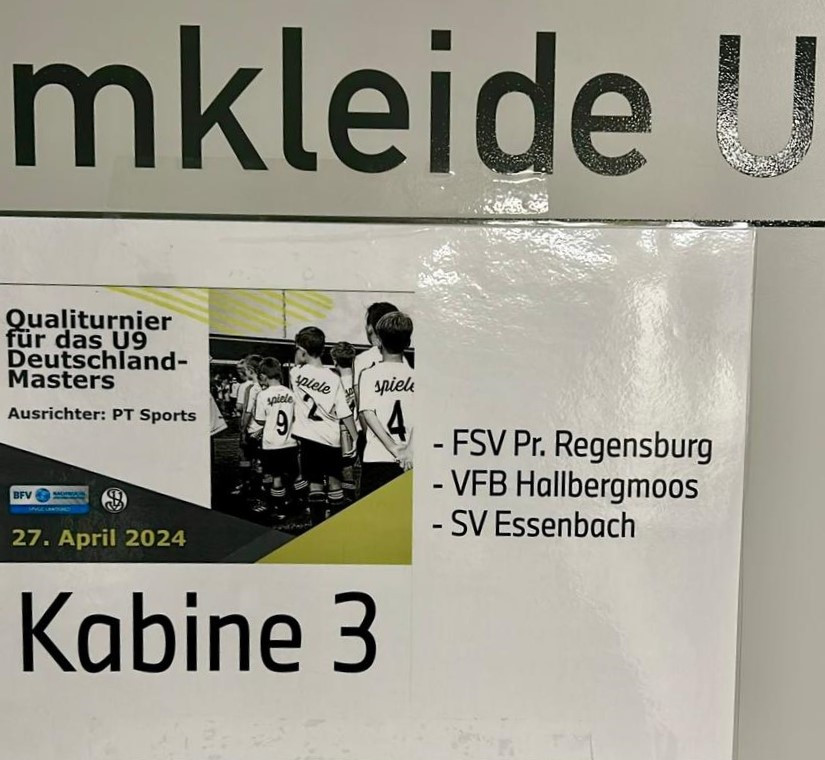 mkleide U
Qualiturnier
für das U9
Deutschland-
Masters
Ausrichter: PT Sports
spiele
9
spiele
2
spiele
4
BFV
27. April 2024
- FSV Pr. Regensburg
- VFB Hallbergmoos
- SV Essenbach
Kabine 3